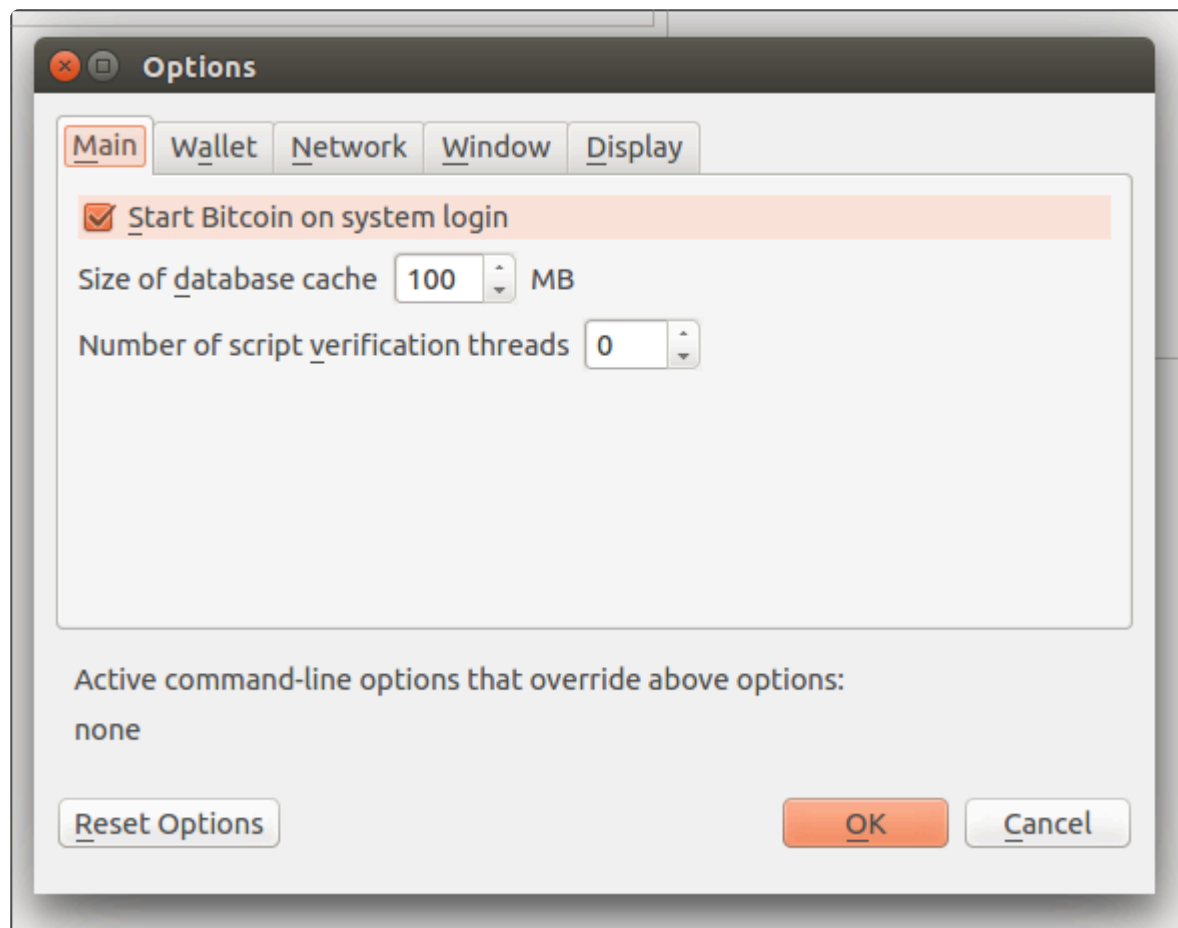 Options
Main Wallet Network Window Display
Start Bitcoin on system login
Size of database cache 100 MB
Number of script verification threads 0
Active command-line options that override above options:
none
Reset Options OK Cancel